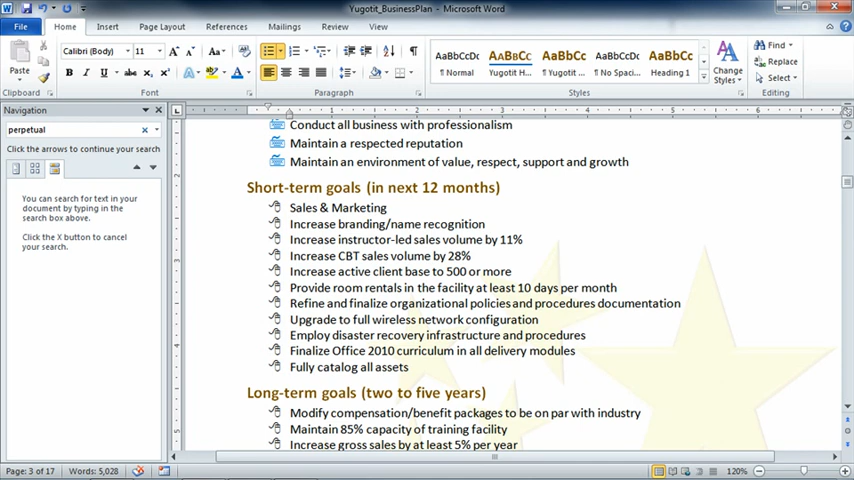 Yugotit_BusinessPlan - Microsoft Word
File Home Insert Page Layout References Mailings Review View
Paste
Clipboard
Calibri (Body) 11
Font
Paragraph
AaBbCcDc AaBbCc AaBbCc AaBbCcDc AaBbCc
¶ Normal Yugotit H... ¶ Yugotit ... ¶ No Spaci... Heading 1
Change Styles
Styles
Find
Replace
Select
Editing
Navigation
perpetual
Click the arrows to continue your search
You can search for text in your
document by typing in the
search box above.
Click the X button to cancel
your search.
Conduct all business with professionalism
Maintain a respected reputation
Maintain an environment of value, respect, support and growth
Short-term goals (in next 12 months)
Sales & Marketing
Increase branding/name recognition
Increase instructor-led sales volume by 11%
Increase CBT sales volume by 28%
Increase active client base to 500 or more
Provide room rentals in the facility at least 10 days per month
Refine and finalize organizational policies and procedures documentation
Upgrade to full wireless network configuration
Employ disaster recovery infrastructure and procedures
Finalize Office 2010 curriculum in all delivery modules
Fully catalog all assets
Long-term goals (two to five years)
Modify compensation/benefit packages to be on par with industry
Maintain 85% capacity of training facility
Increase gross sales by at least 5% per year
Page: 3 of 17 Words: 5,028 120%